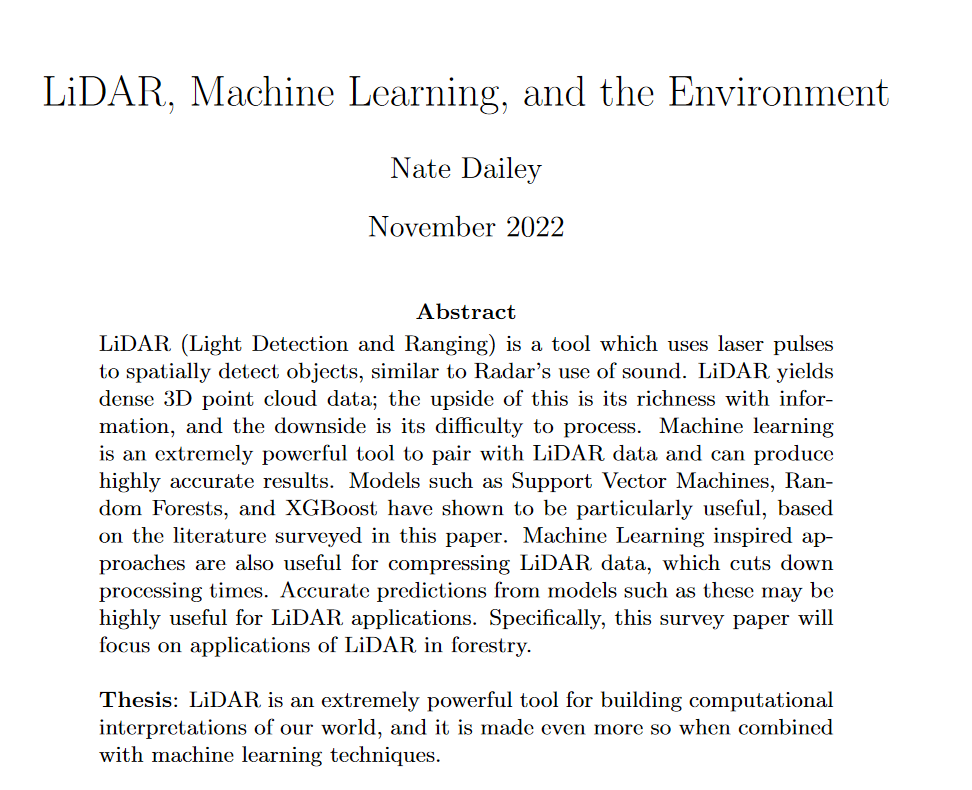 LiDAR, Machine Learning, and the Environment
Nate Dailey
November 2022
Abstract
LiDAR (Light Detection and Ranging) is a tool which uses laser pulses
to spatially detect objects, similar to Radar's use of sound. LiDAR yields
dense 3D point cloud data; the upside of this is its richness with infor-
mation, and the downside is its difficulty to process. Machine learning
is an extremely powerful tool to pair with LiDAR data and can produce
highly accurate results. Models such as Support Vector Machines, Ran-
dom Forests, and XGBoost have shown to be particularly useful, based
on the literature surveyed in this paper. Machine Learning inspired ap-
proaches are also useful for compressing LiDAR data, which cuts down
processing times. Accurate predictions from models such as these may be
highly useful for LiDAR applications. Specifically, this survey paper will
focus on applications of LiDAR in forestry.
Thesis: LiDAR is an extremely powerful tool for building computational
interpretations of our world, and it is made even more so when combined
with machine learning techniques.